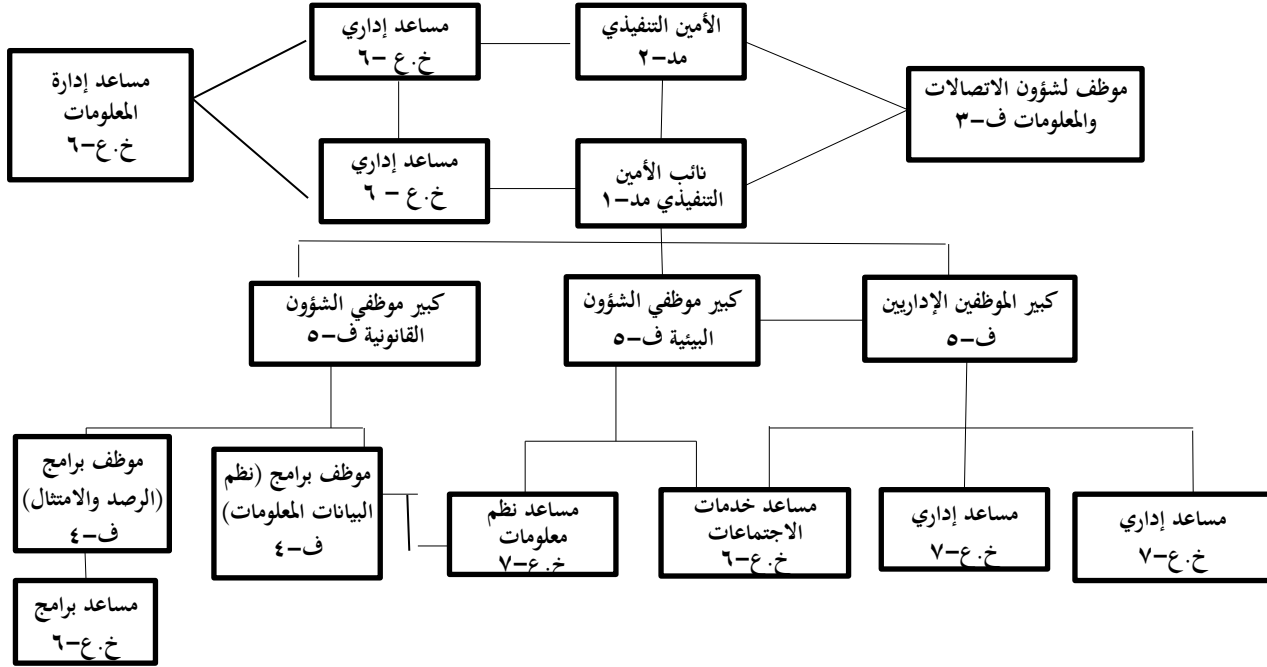 الأمين التنفيذي
مد-٢
مساعد إداري
خ.ع -٦
موظف لشؤون الاتصالات
والمعلومات ف-٣
مساعد إدارة
المعلومات
خ.ع-٦
نائب الأمين
التنفيذي مد-١
مساعد إداري
خ.ع - ٦
كبير الموظفين الإداريين
ف-٥
كبير موظفي الشؤون
البيئية ف-٥
كبير موظفي الشؤون
القانونية ف-٥
مساعد إداري
خ.ع-٧
مساعد إداري
خ.ع-٧
مساعد خدمات
الاجتماعات
خ.ع-٦
مساعد نظم
معلومات
خ.ع-٧
موظف برامج (نظم
البيانات المعلومات)
ف-٤
موظف برامج
(الرصد والامتثال)
ف-٤
مساعد برامج
خ.ع-٦